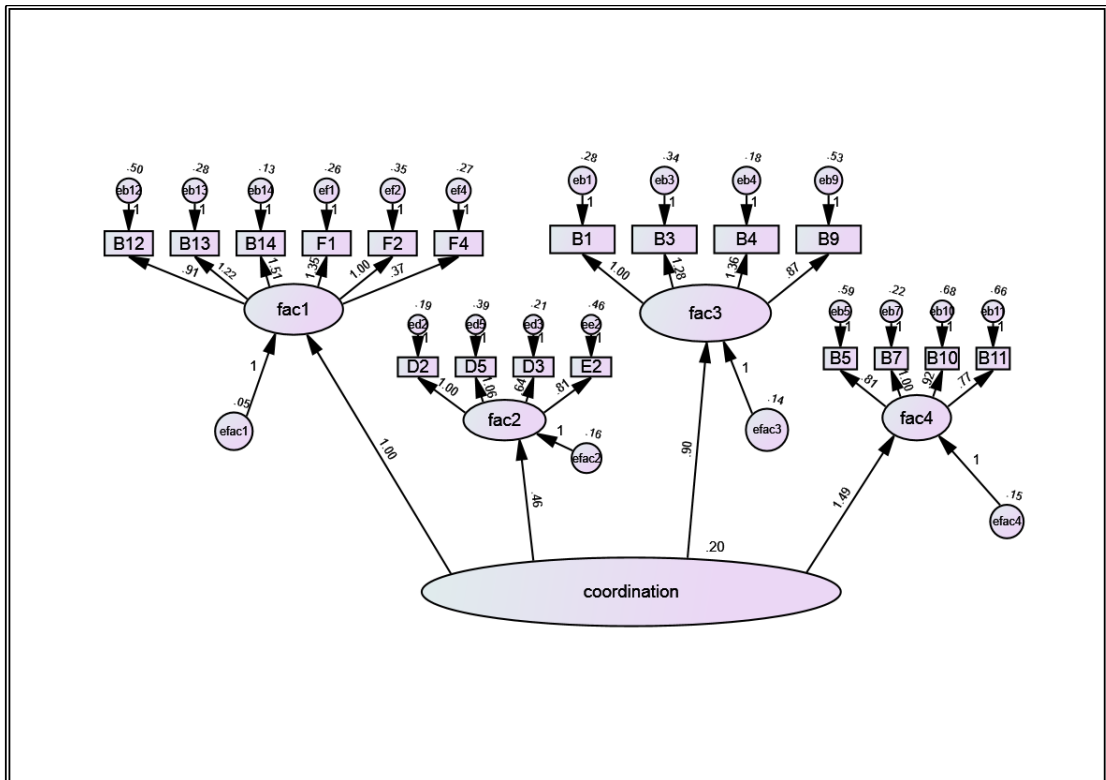 .50 .28 .13 .26 .35 .27
eb12 eb13 eb14 ef1 ef2 ef4
1 1 1 1 1 1
B12 B13 B14 F1 F2 F4
.91 1.22 1.51 1.35 1.00 .37
fac1
1
.05
efac1
.28 .34 .18 .53
eb1 eb3 eb4 eb9
1 1 1 1
B1 B3 B4 B9
1.00 1.28 1.36 .87
fac3
1
.14
efac3
.19 .39 .21 .46
ed2 ed5 ed3 ee2
1 1 1 1
D2 D5 D3 E2
1.00 1.06 .64 .81
fac2
1
.16
efac2
.59 .22 .68 .66
eb5 eb7 eb10 eb11
1 1 1 1
B5 B7 B10 B11
.81 1.00 .92 .77
fac4
1
.15
efac4
1.00 .46 .90 1.49
.20
coordination